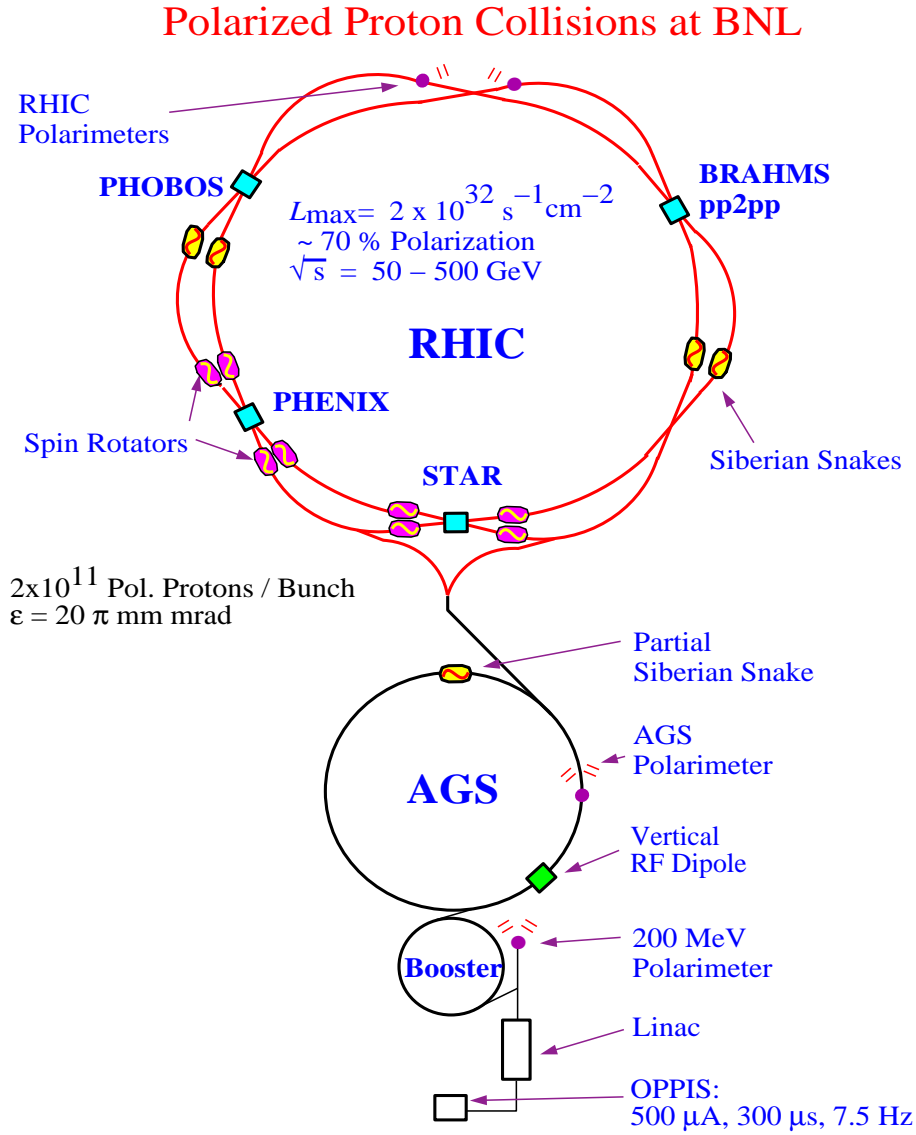 Polarized Proton Collisions at BNL
RHIC
Polarimeters
PHOBOS
BRAHMS
pp2pp
Lmax= 2 x 10^32 s^−1 cm^−2
~ 70 % Polarization
√s = 50 – 500 GeV
RHIC
PHENIX
Spin Rotators
Siberian Snakes
STAR
2x10^11 Pol. Protons / Bunch
ε = 20 π mm mrad
Partial
Siberian Snake
AGS
Polarimeter
AGS
Vertical
RF Dipole
200 MeV
Polarimeter
Booster
Linac
OPPIS:
500 μA, 300 μs, 7.5 Hz